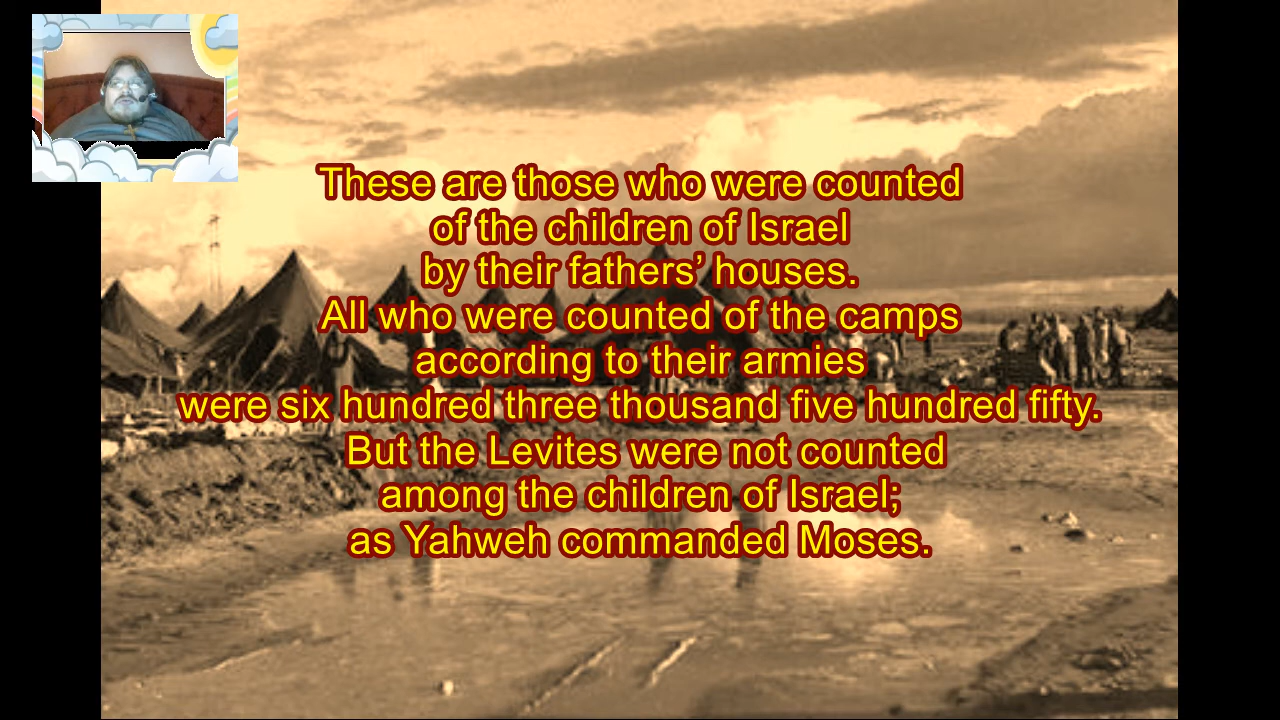 These are those who were counted
of the children of Israel
by their fathers’ houses.
All who were counted of the camps
according to their armies
were six hundred three thousand five hundred fifty.
But the Levites were not counted
among the children of Israel;
as Yahweh commanded Moses.